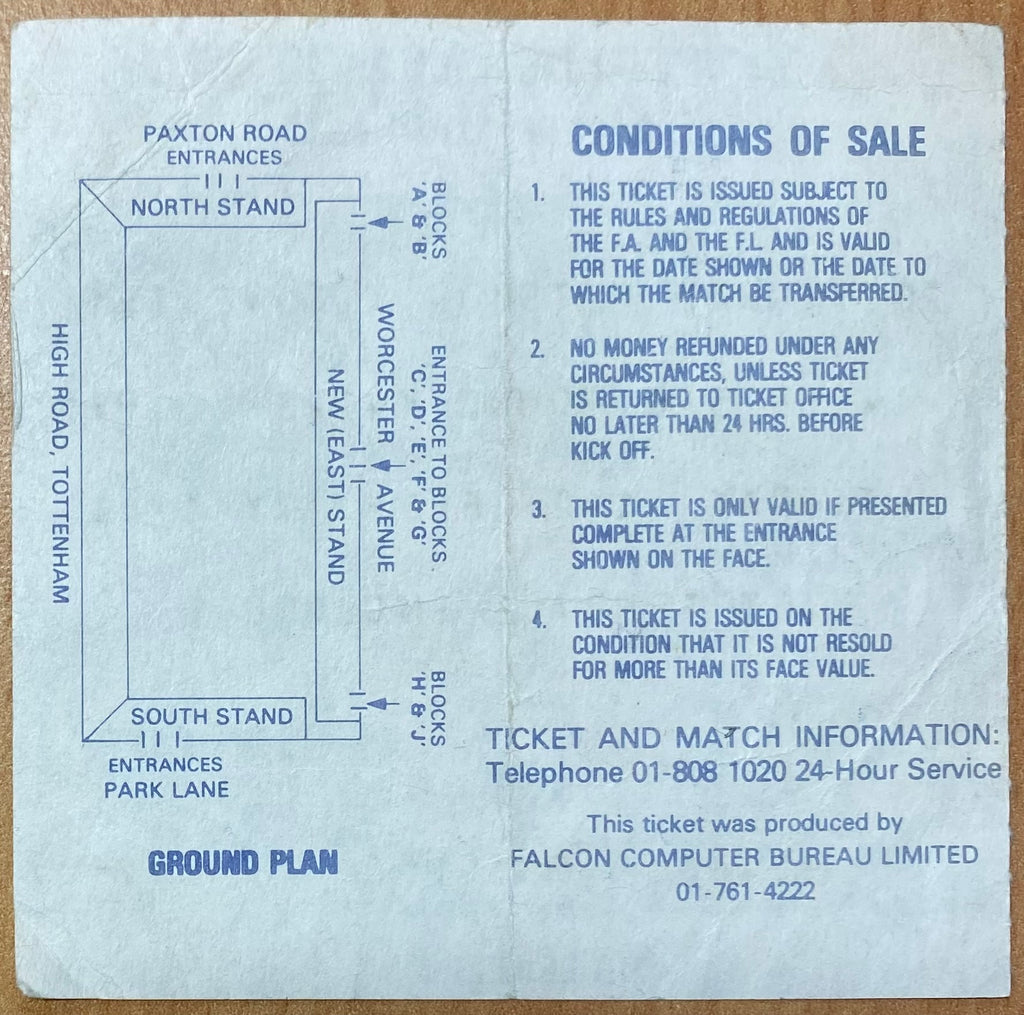 PAXTON ROAD
ENTRANCES
NORTH STAND
HIGH ROAD, TOTTENHAM
NEW (EAST) STAND
WORCESTER AVENUE
BLOCKS
'A' & 'B'
ENTRANCE TO BLOCKS
'C', 'D', 'E', 'F' & 'G'
BLOCKS
'H' & 'J'
SOUTH STAND
ENTRANCES
PARK LANE
GROUND PLAN
CONDITIONS OF SALE
1. THIS TICKET IS ISSUED SUBJECT TO
THE RULES AND REGULATIONS OF
THE F.A. AND THE F.L. AND IS VALID
FOR THE DATE SHOWN OR THE DATE TO
WHICH THE MATCH BE TRANSFERRED.
2. NO MONEY REFUNDED UNDER ANY
CIRCUMSTANCES, UNLESS TICKET
IS RETURNED TO TICKET OFFICE
NO LATER THAN 24 HRS. BEFORE
KICK OFF.
3. THIS TICKET IS ONLY VALID IF PRESENTED
COMPLETE AT THE ENTRANCE
SHOWN ON THE FACE.
4. THIS TICKET IS ISSUED ON THE
CONDITION THAT IT IS NOT RESOLD
FOR MORE THAN ITS FACE VALUE.
TICKET AND MATCH INFORMATION:
Telephone 01-808 1020 24-Hour Service
This ticket was produced by
FALCON COMPUTER BUREAU LIMITED
01-761-4222